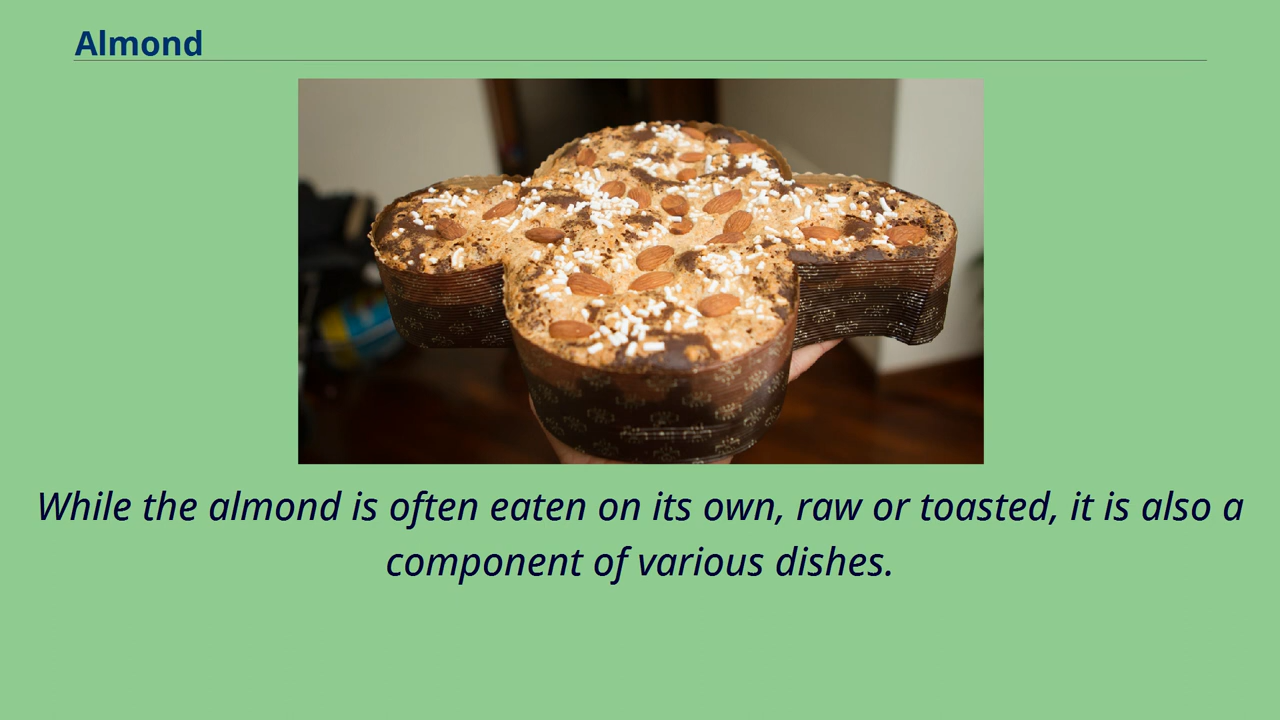 Almond
While the almond is often eaten on its own, raw or toasted, it is also a
component of various dishes.